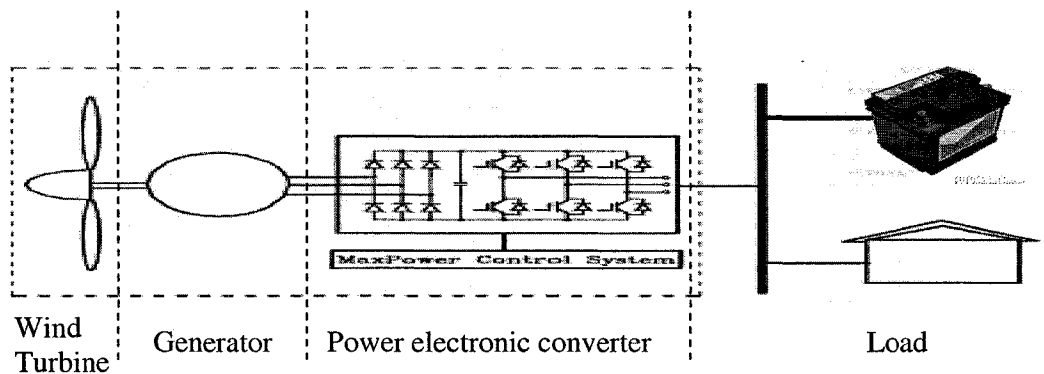 MaxPower Control System
Wind
Turbine
Generator
Power electronic converter
Load